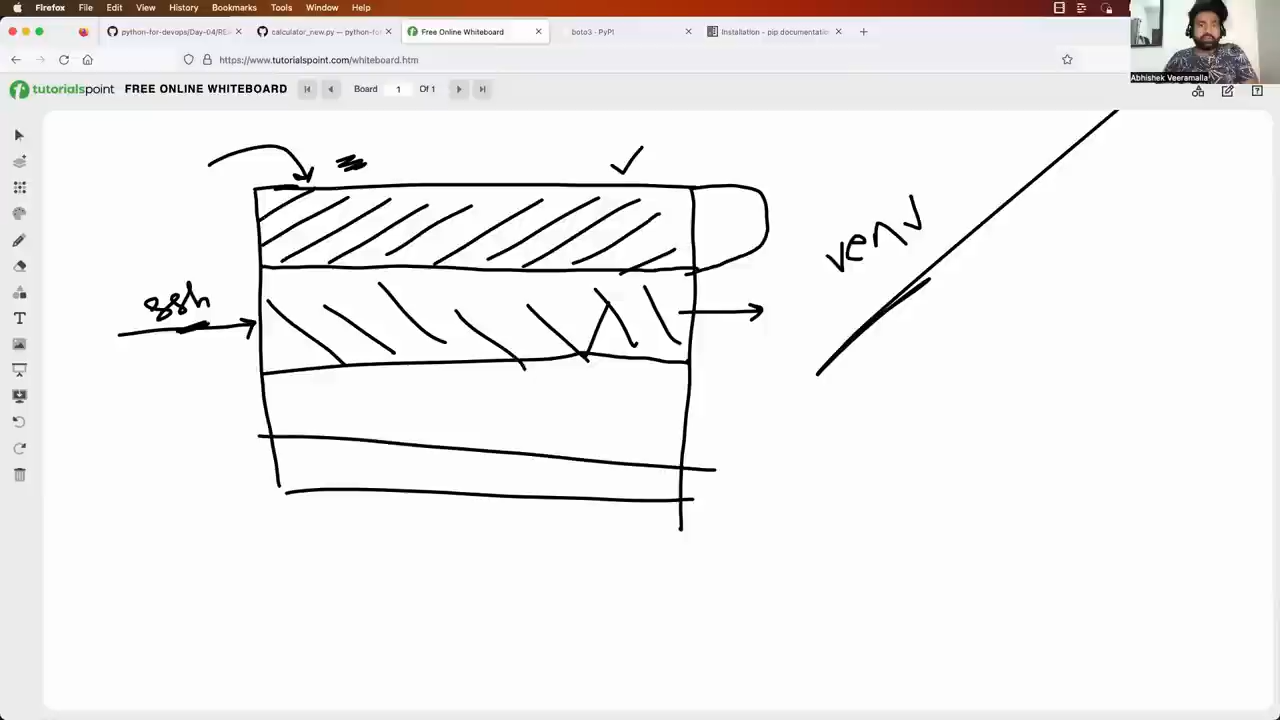 Firefox File Edit View History Bookmarks Tools Window Help
python-for-devops/Day-04/RE
calculator_new.py — python-for
Free Online Whiteboard
boto3 · PyPI
Installation - pip documentatio
https://www.tutorialspoint.com/whiteboard.htm
Abhishek Veeramalla
tutorialspoint FREE ONLINE WHITEBOARD Board 1 Of 1
venv
ssh